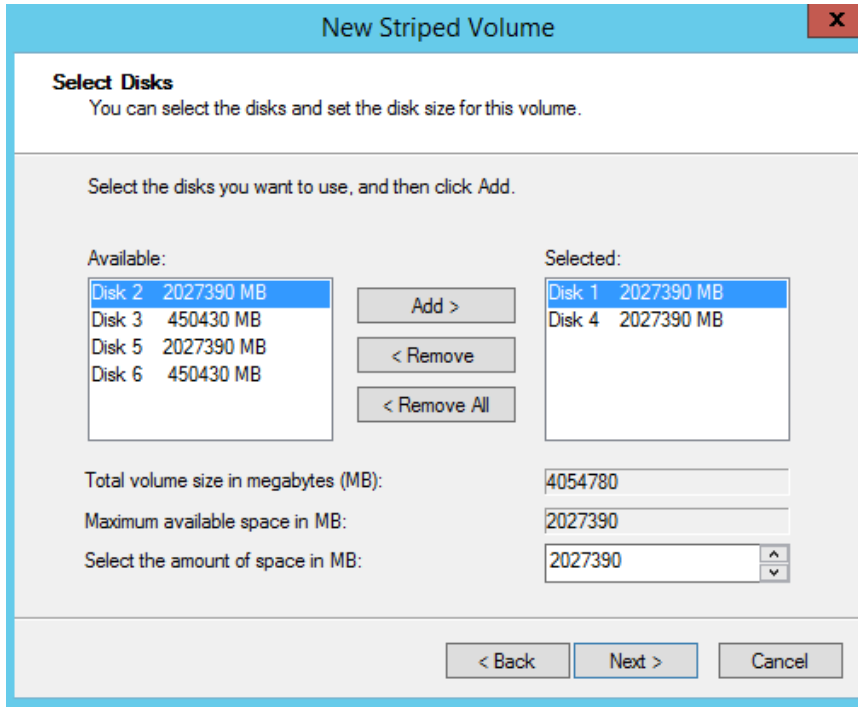 New Striped Volume
x
Select Disks
You can select the disks and set the disk size for this volume.
Select the disks you want to use, and then click Add.
Available:
Disk 2 2027390 MB
Disk 3 450430 MB
Disk 5 2027390 MB
Disk 6 450430 MB
Add >
< Remove
< Remove All
Selected:
Disk 1 2027390 MB
Disk 4 2027390 MB
Total volume size in megabytes (MB): 4054780
Maximum available space in MB: 2027390
Select the amount of space in MB: 2027390
< Back Next > Cancel